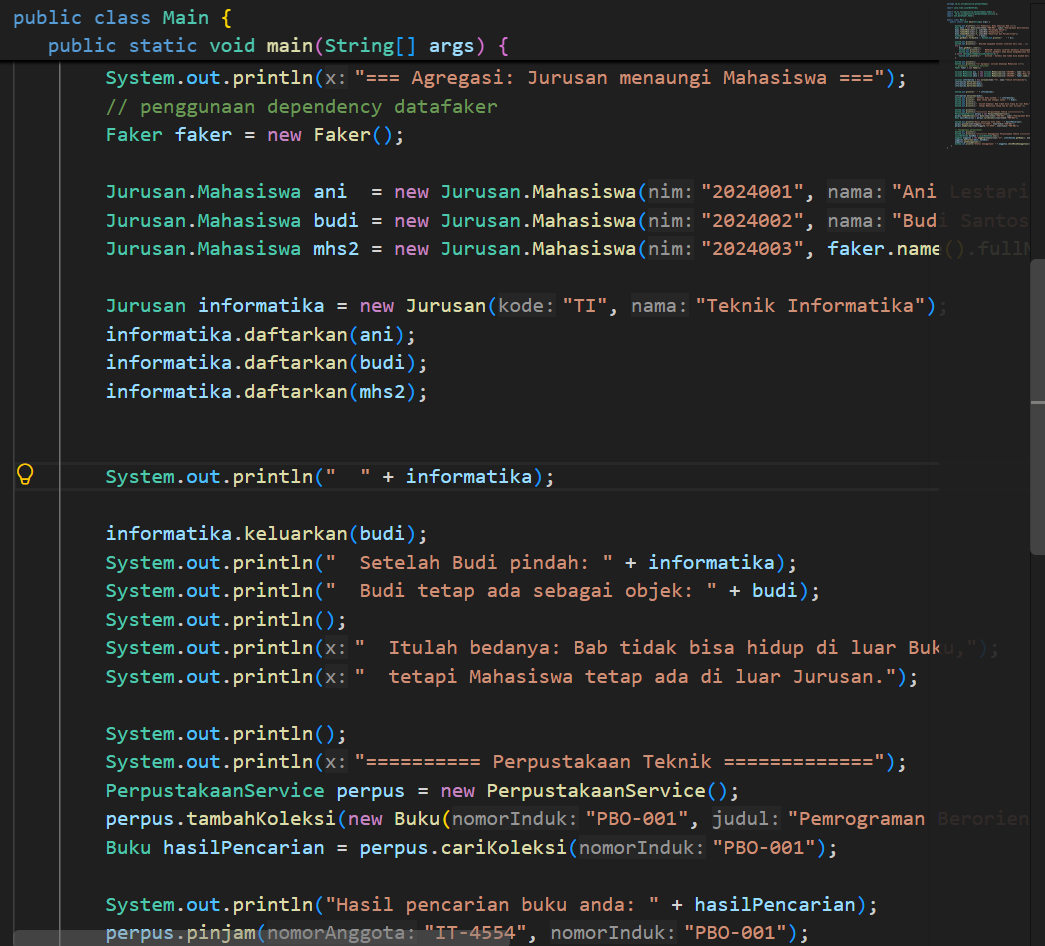 public class Main {
public static void main(String[] args) {
System.out.println(x: "=== Agregasi: Jurusan menaungi Mahasiswa ===");
// penggunaan dependency datafaker
Faker faker = new Faker();
Jurusan.Mahasiswa ani  = new Jurusan.Mahasiswa(nim: "2024001", nama: "Ani Lestari
Jurusan.Mahasiswa budi = new Jurusan.Mahasiswa(nim: "2024002", nama: "Budi Santos
Jurusan.Mahasiswa mhs2 = new Jurusan.Mahasiswa(nim: "2024003", faker.name().fullN
Jurusan informatika = new Jurusan(kode: "TI", nama: "Teknik Informatika");
informatika.daftarkan(ani);
informatika.daftarkan(budi);
informatika.daftarkan(mhs2);
System.out.println("  " + informatika);
informatika.keluarkan(budi);
System.out.println("  Setelah Budi pindah: " + informatika);
System.out.println("  Budi tetap ada sebagai objek: " + budi);
System.out.println();
System.out.println(x: "  Itulah bedanya: Bab tidak bisa hidup di luar Buku,");
System.out.println(x: "  tetapi Mahasiswa tetap ada di luar Jurusan.");
System.out.println();
System.out.println(x: "========== Perpustakaan Teknik =============");
PerpustakaanService perpus = new PerpustakaanService();
perpus.tambahKoleksi(new Buku(nomorInduk: "PBO-001", judul: "Pemrograman Berorien
Buku hasilPencarian = perpus.cariKoleksi(nomorInduk: "PBO-001");
System.out.println("Hasil pencarian buku anda: " + hasilPencarian);
perpus.pinjam(nomorAnggota: "IT-4554", nomorInduk: "PBO-001");